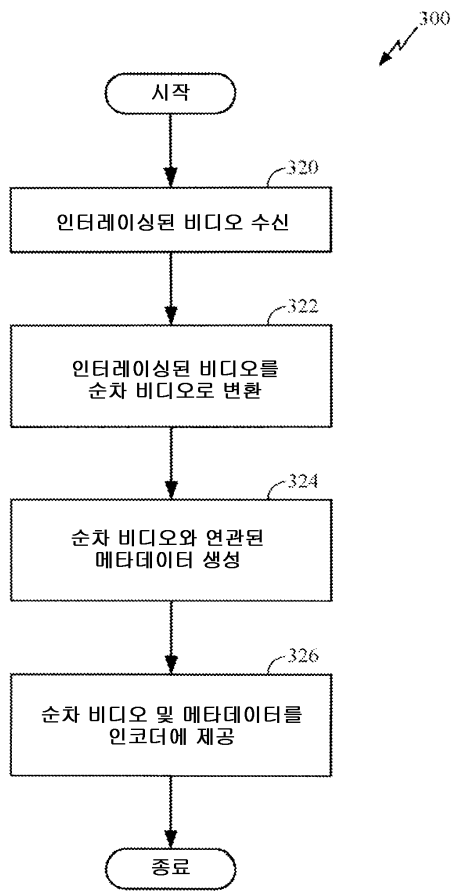 300
시작
320
인터레이싱된 비디오 수신
322
인터레이싱된 비디오를
순차 비디오로 변환
324
순차 비디오와 연관된
메타데이터 생성
326
순차 비디오 및 메타데이터를
인코더에 제공
종료